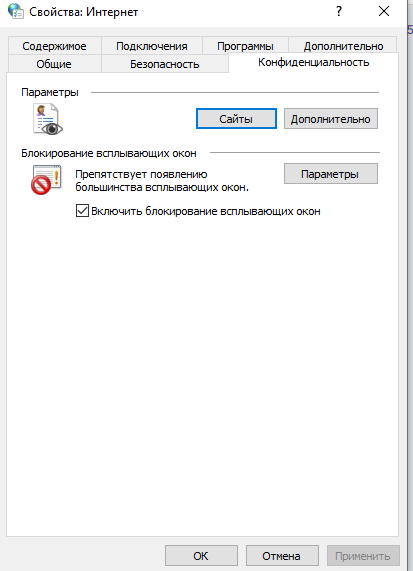 Свойства: Интернет
?
Содержимое
Подключения
Программы
Дополнительно
Общие
Безопасность
Конфиденциальность
Параметры
Сайты
Дополнительно
Блокирование всплывающих окон
Препятствует появлению
большинства всплывающих окон.
Параметры
Включить блокирование всплывающих окон
ОК
Отмена
Применить
5